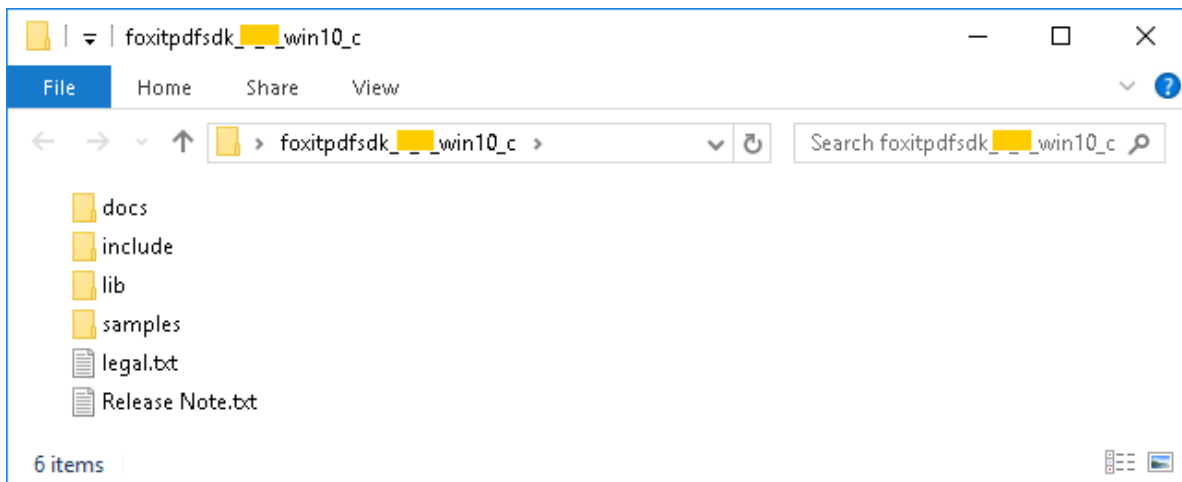 foxitpdfsdk_ _ _win10_c
File Home Share View
foxitpdfsdk_ _ _win10_c
Search foxitpdfsdk_ _ _win10_c
docs
include
lib
samples
legal.txt
Release Note.txt
6 items